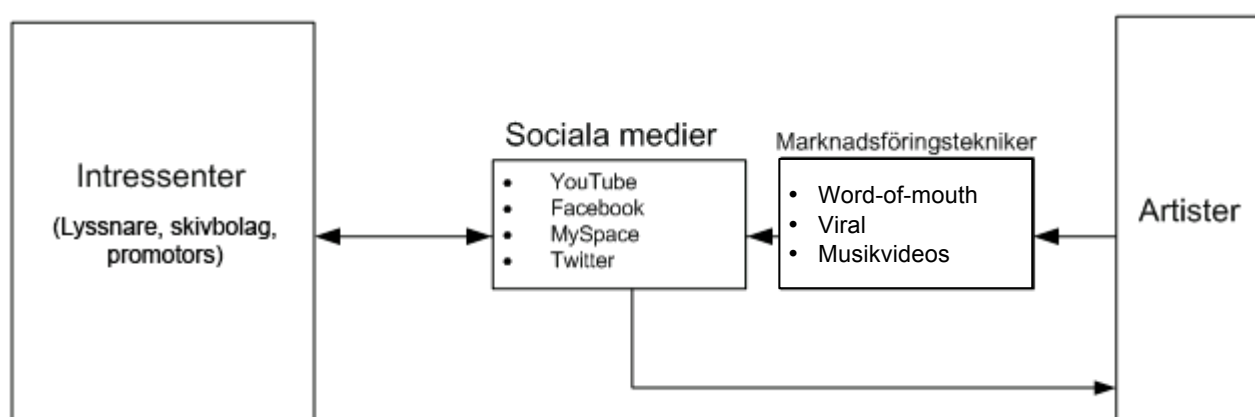 Intressenter
(Lyssnare, skivbolag,
promotors)
Sociala medier
• YouTube
• Facebook
• MySpace
• Twitter
Marknadsföringstekniker
• Word-of-mouth
• Viral
• Musikvideos
Artister